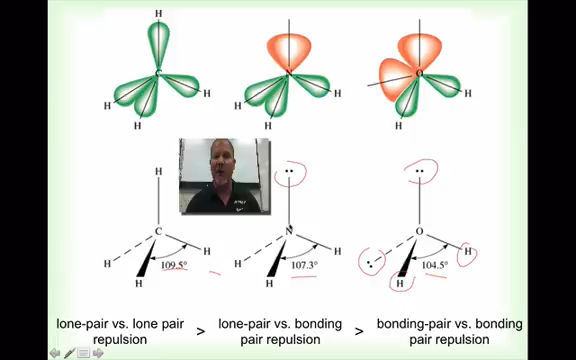 H
C
H
H
H
N
H
H
H
O
H
H
H
C
H
H
H
109.5°
N
H
H
H
107.3°
O
H
H
104.5°
lone-pair vs. lone pair
repulsion
>
lone-pair vs. bonding
pair repulsion
>
bonding-pair vs. bonding
pair repulsion